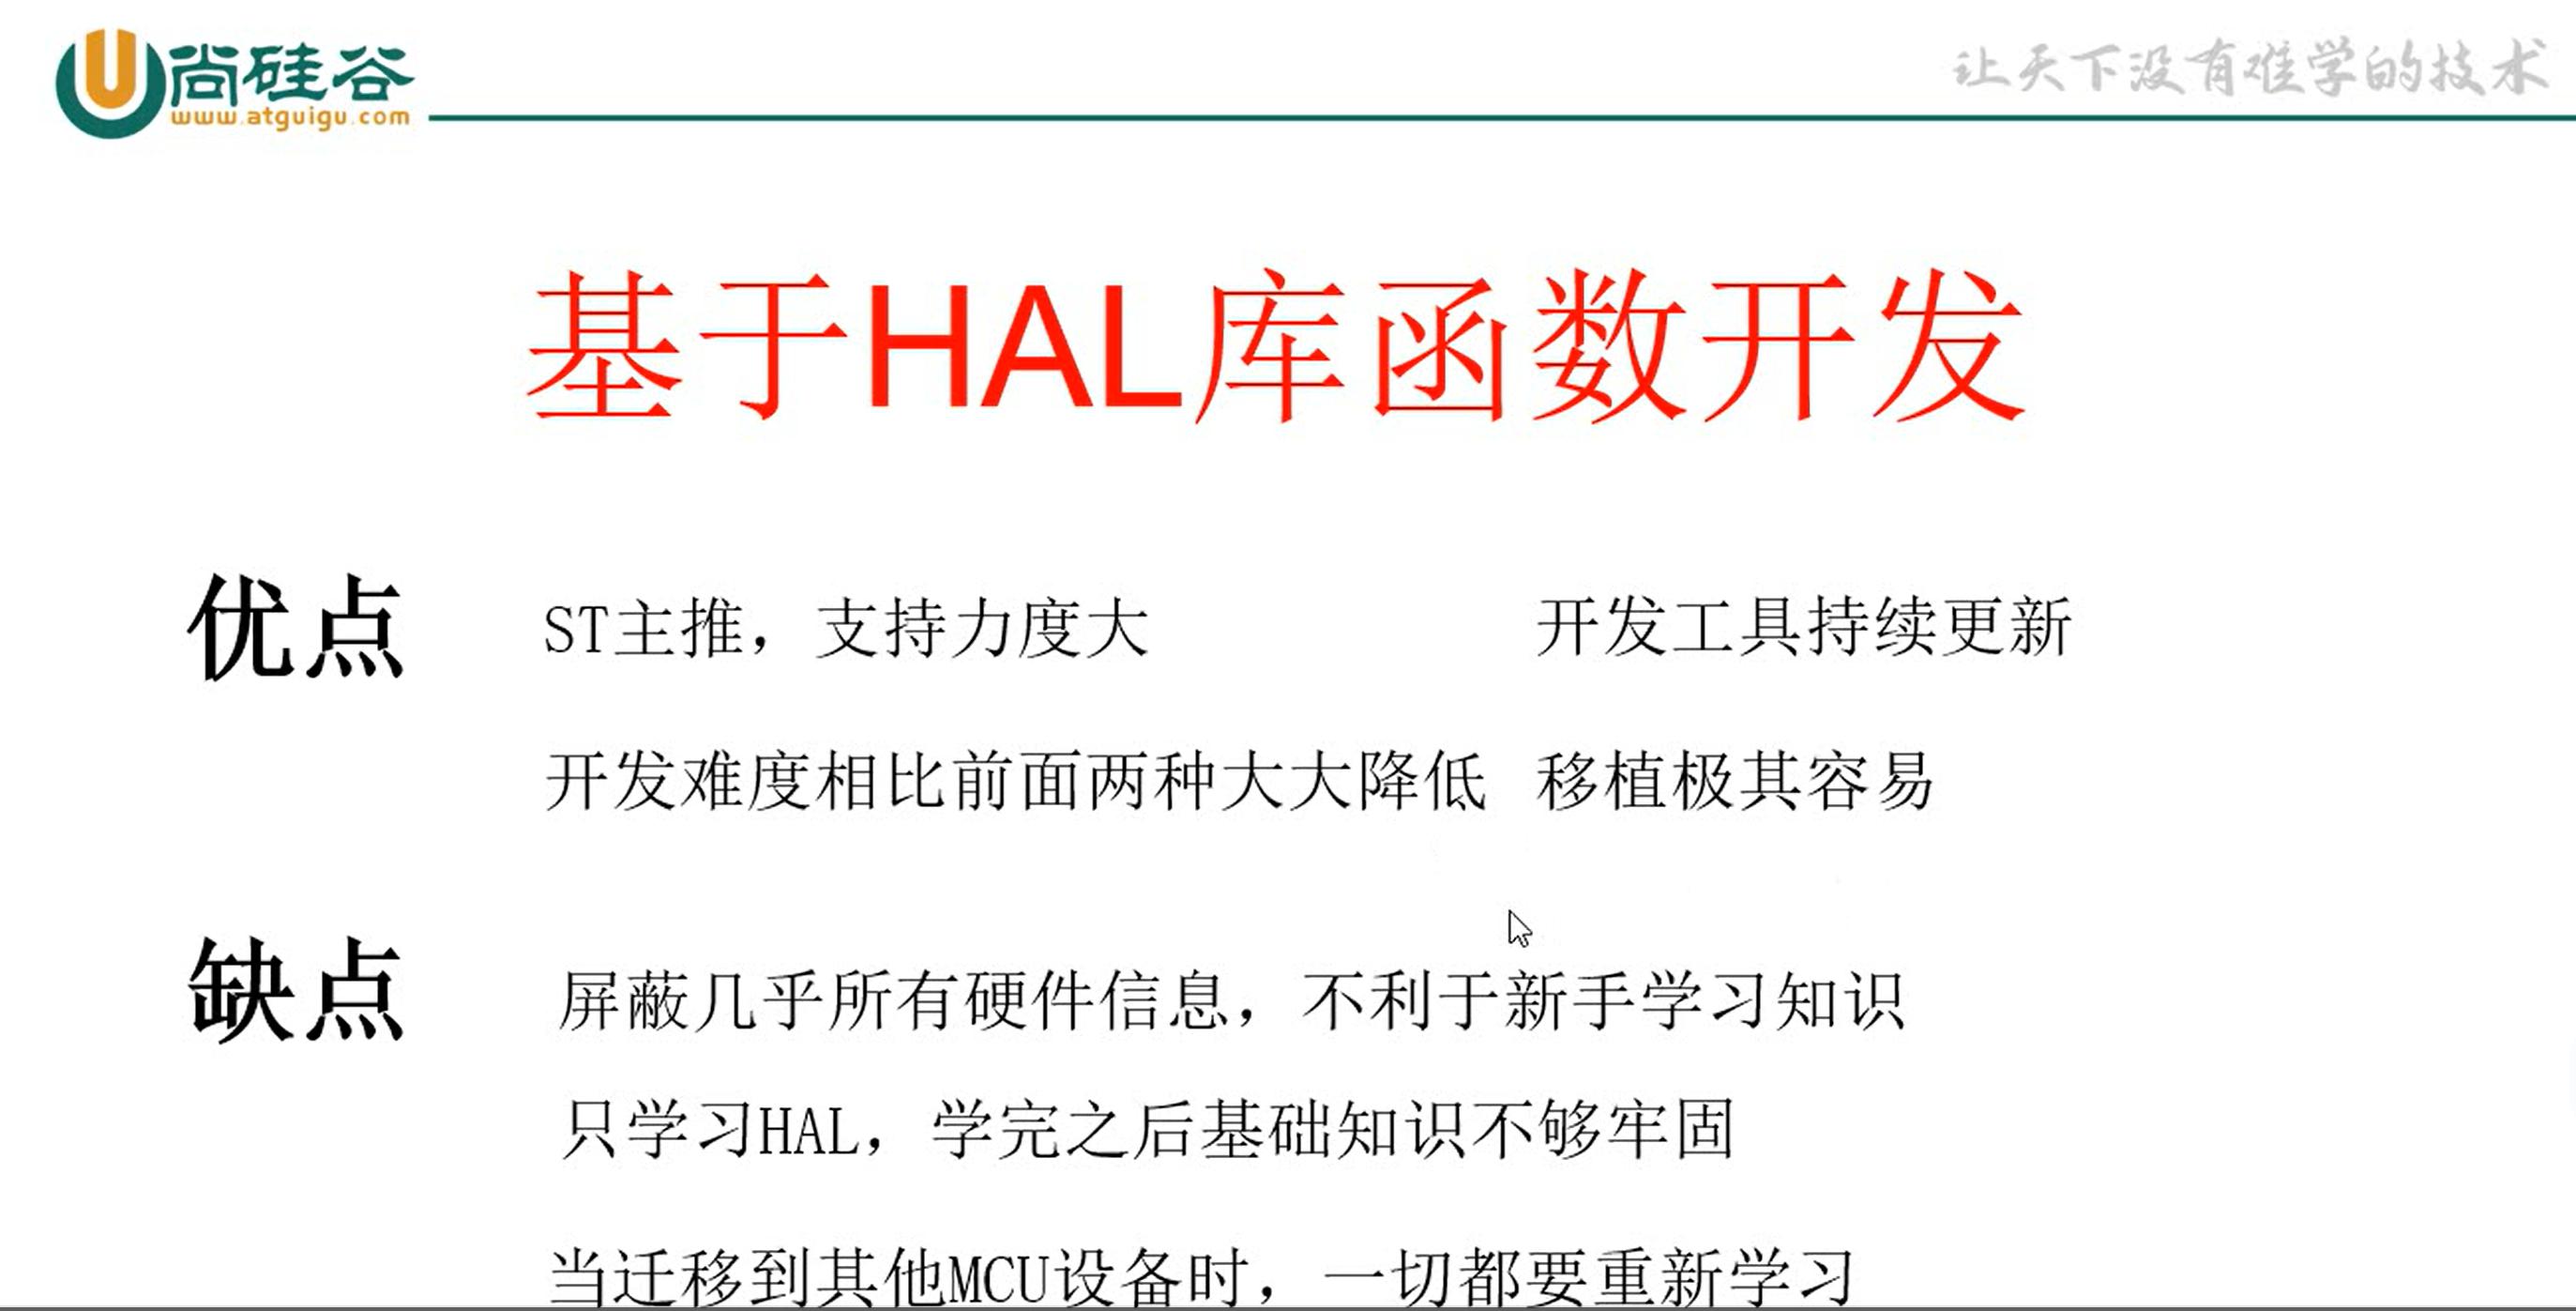 尚硅谷
www.atguigu.com
让天下没有难学的技术
基于HAL库函数开发
优点
ST主推，支持力度大
开发工具持续更新
开发难度相比前面两种大大降低
移植极其容易
缺点
屏蔽几乎所有硬件信息，不利于新手学习知识
只学习HAL，学完之后基础知识不够牢固
当迁移到其他MCU设备时，一切都要重新学习